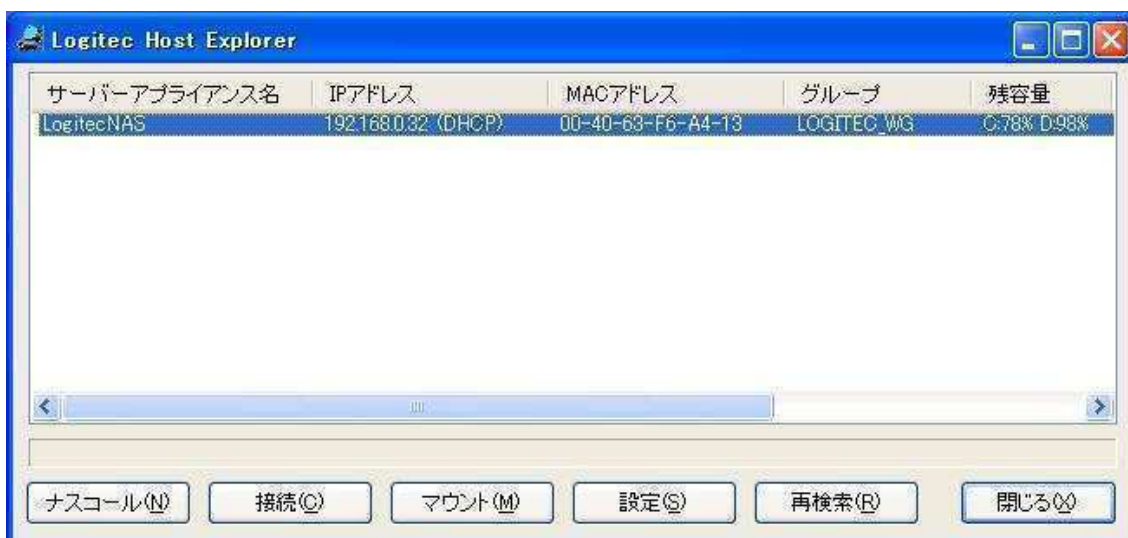 Logitec Host Explorer
サーバーアプライアンス名 IPアドレス MACアドレス グループ 残容量
LogitecNAS 192.168.0.32 (DHCP) 00-40-63-F6-A4-13 LOGITEC_WG C:78% D:98%
ナスコール(N) 接続(C) マウント(M) 設定(S) 再検索(R) 閉じる(X)